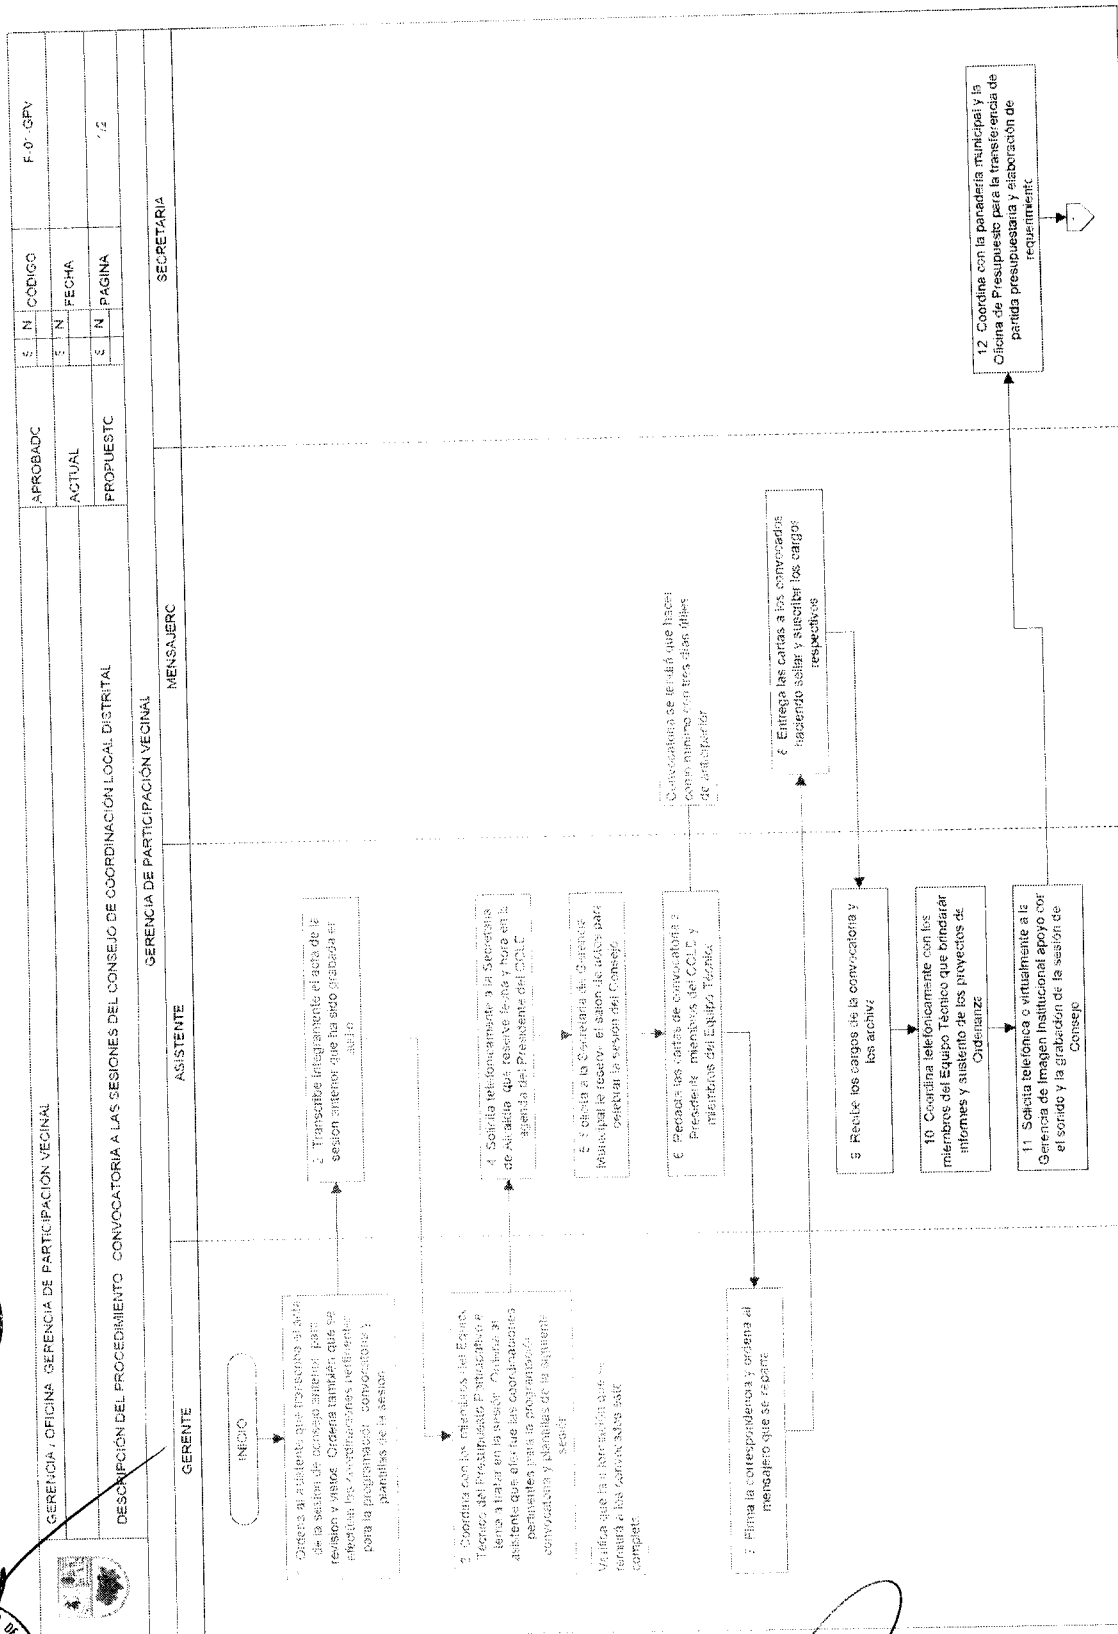 GERENCIA / OFICINA GERENCIA DE PARTICIPACIÓN VECINAL
APROBADO
S N CÓDIGO
F-01-GPV
ACTUAL
S N FECHA
DESCRIPCIÓN DEL PROCEDIMIENTO CONVOCATORIA A LAS SESIONES DEL CONSEJO DE COORDINACIÓN LOCAL DISTRITAL
PROPUESTO
S N PAGINA
1/2
GERENCIA DE PARTICIPACIÓN VECINAL
GERENTE
ASISTENTE
MENSAJERO
SECRETARIA
INICIO
Ordena al asistente que transcriba el acta
de la sesión de consejo anterior para
revisión y vistos. Ordena también que se
efectúen las coordinaciones pertinentes
para la programación, convocatoria y
plantillas de la sesión
2 Transcribe íntegramente el acta de la
sesión anterior que ha sido grabada en
audio
3 Coordina con los miembros del Equipo
Técnico del Presupuesto Participativo el
tema a tratar en la sesión. Ordena al
asistente que efectúe las coordinaciones
pertinentes para la programación,
convocatoria y plantillas de la siguiente
sesión
4 Solicita telefónicamente a la Secretaria
de Alcaldía que reserve fecha y hora en la
agenda del Presidente del CCLD
5 Solicita a la Secretaria de Gerencia
Municipal le reserve el salón de actos para
celebrar la sesión del Consejo
6 Redacta las cartas de convocatoria a
Presidente, miembros del CCLD y
miembros del Equipo Técnico
Convocatoria se tendrá que hacer
como mínimo con tres días útiles
de anticipación
Verifica que la información que se
remitirá a los convocados esté
completa
7 Firma la correspondencia y ordena al
mensajero que se reparta
8 Entrega las cartas a los convocados
haciendo sellar y suscribir los cargos
respectivos
9 Recibe los cargos de la convocatoria y
los archiva
10 Coordina telefónicamente con los
miembros del Equipo Técnico que brindarán
informes y sustento de los proyectos de
Ordenanza
11 Solicita telefónica o virtualmente a la
Gerencia de Imagen Institucional apoyo con
el sonido y la grabación de la sesión de
Consejo
12 Coordina con la panadería municipal y la
Oficina de Presupuesto para la transferencia de
partida presupuestaria y elaboración de
requerimiento